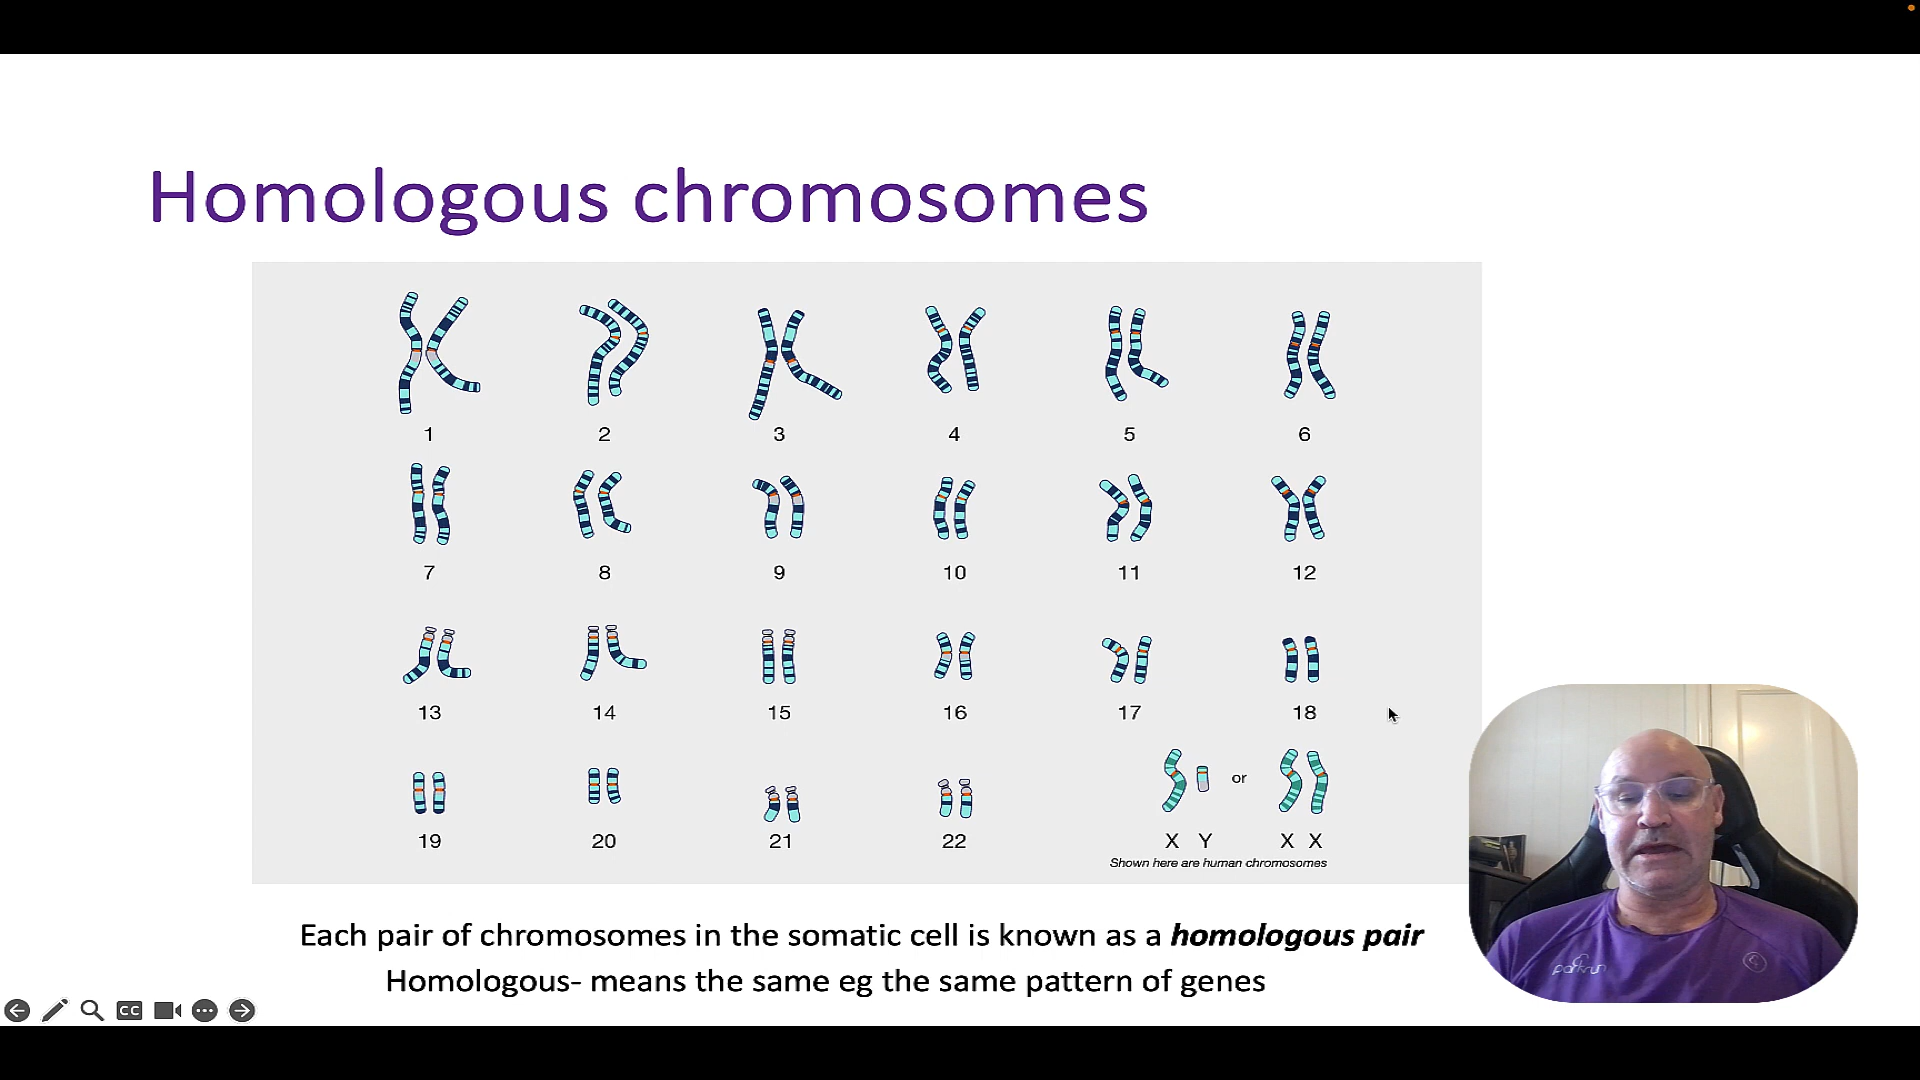 Homologous chromosomes
1 2 3 4 5 6
7 8 9 10 11 12
13 14 15 16 17 18
or
19 20 21 22 X Y X X
Shown here are human chromosomes
Each pair of chromosomes in the somatic cell is known as a homologous pair
Homologous- means the same eg the same pattern of genes
parkrun
CC